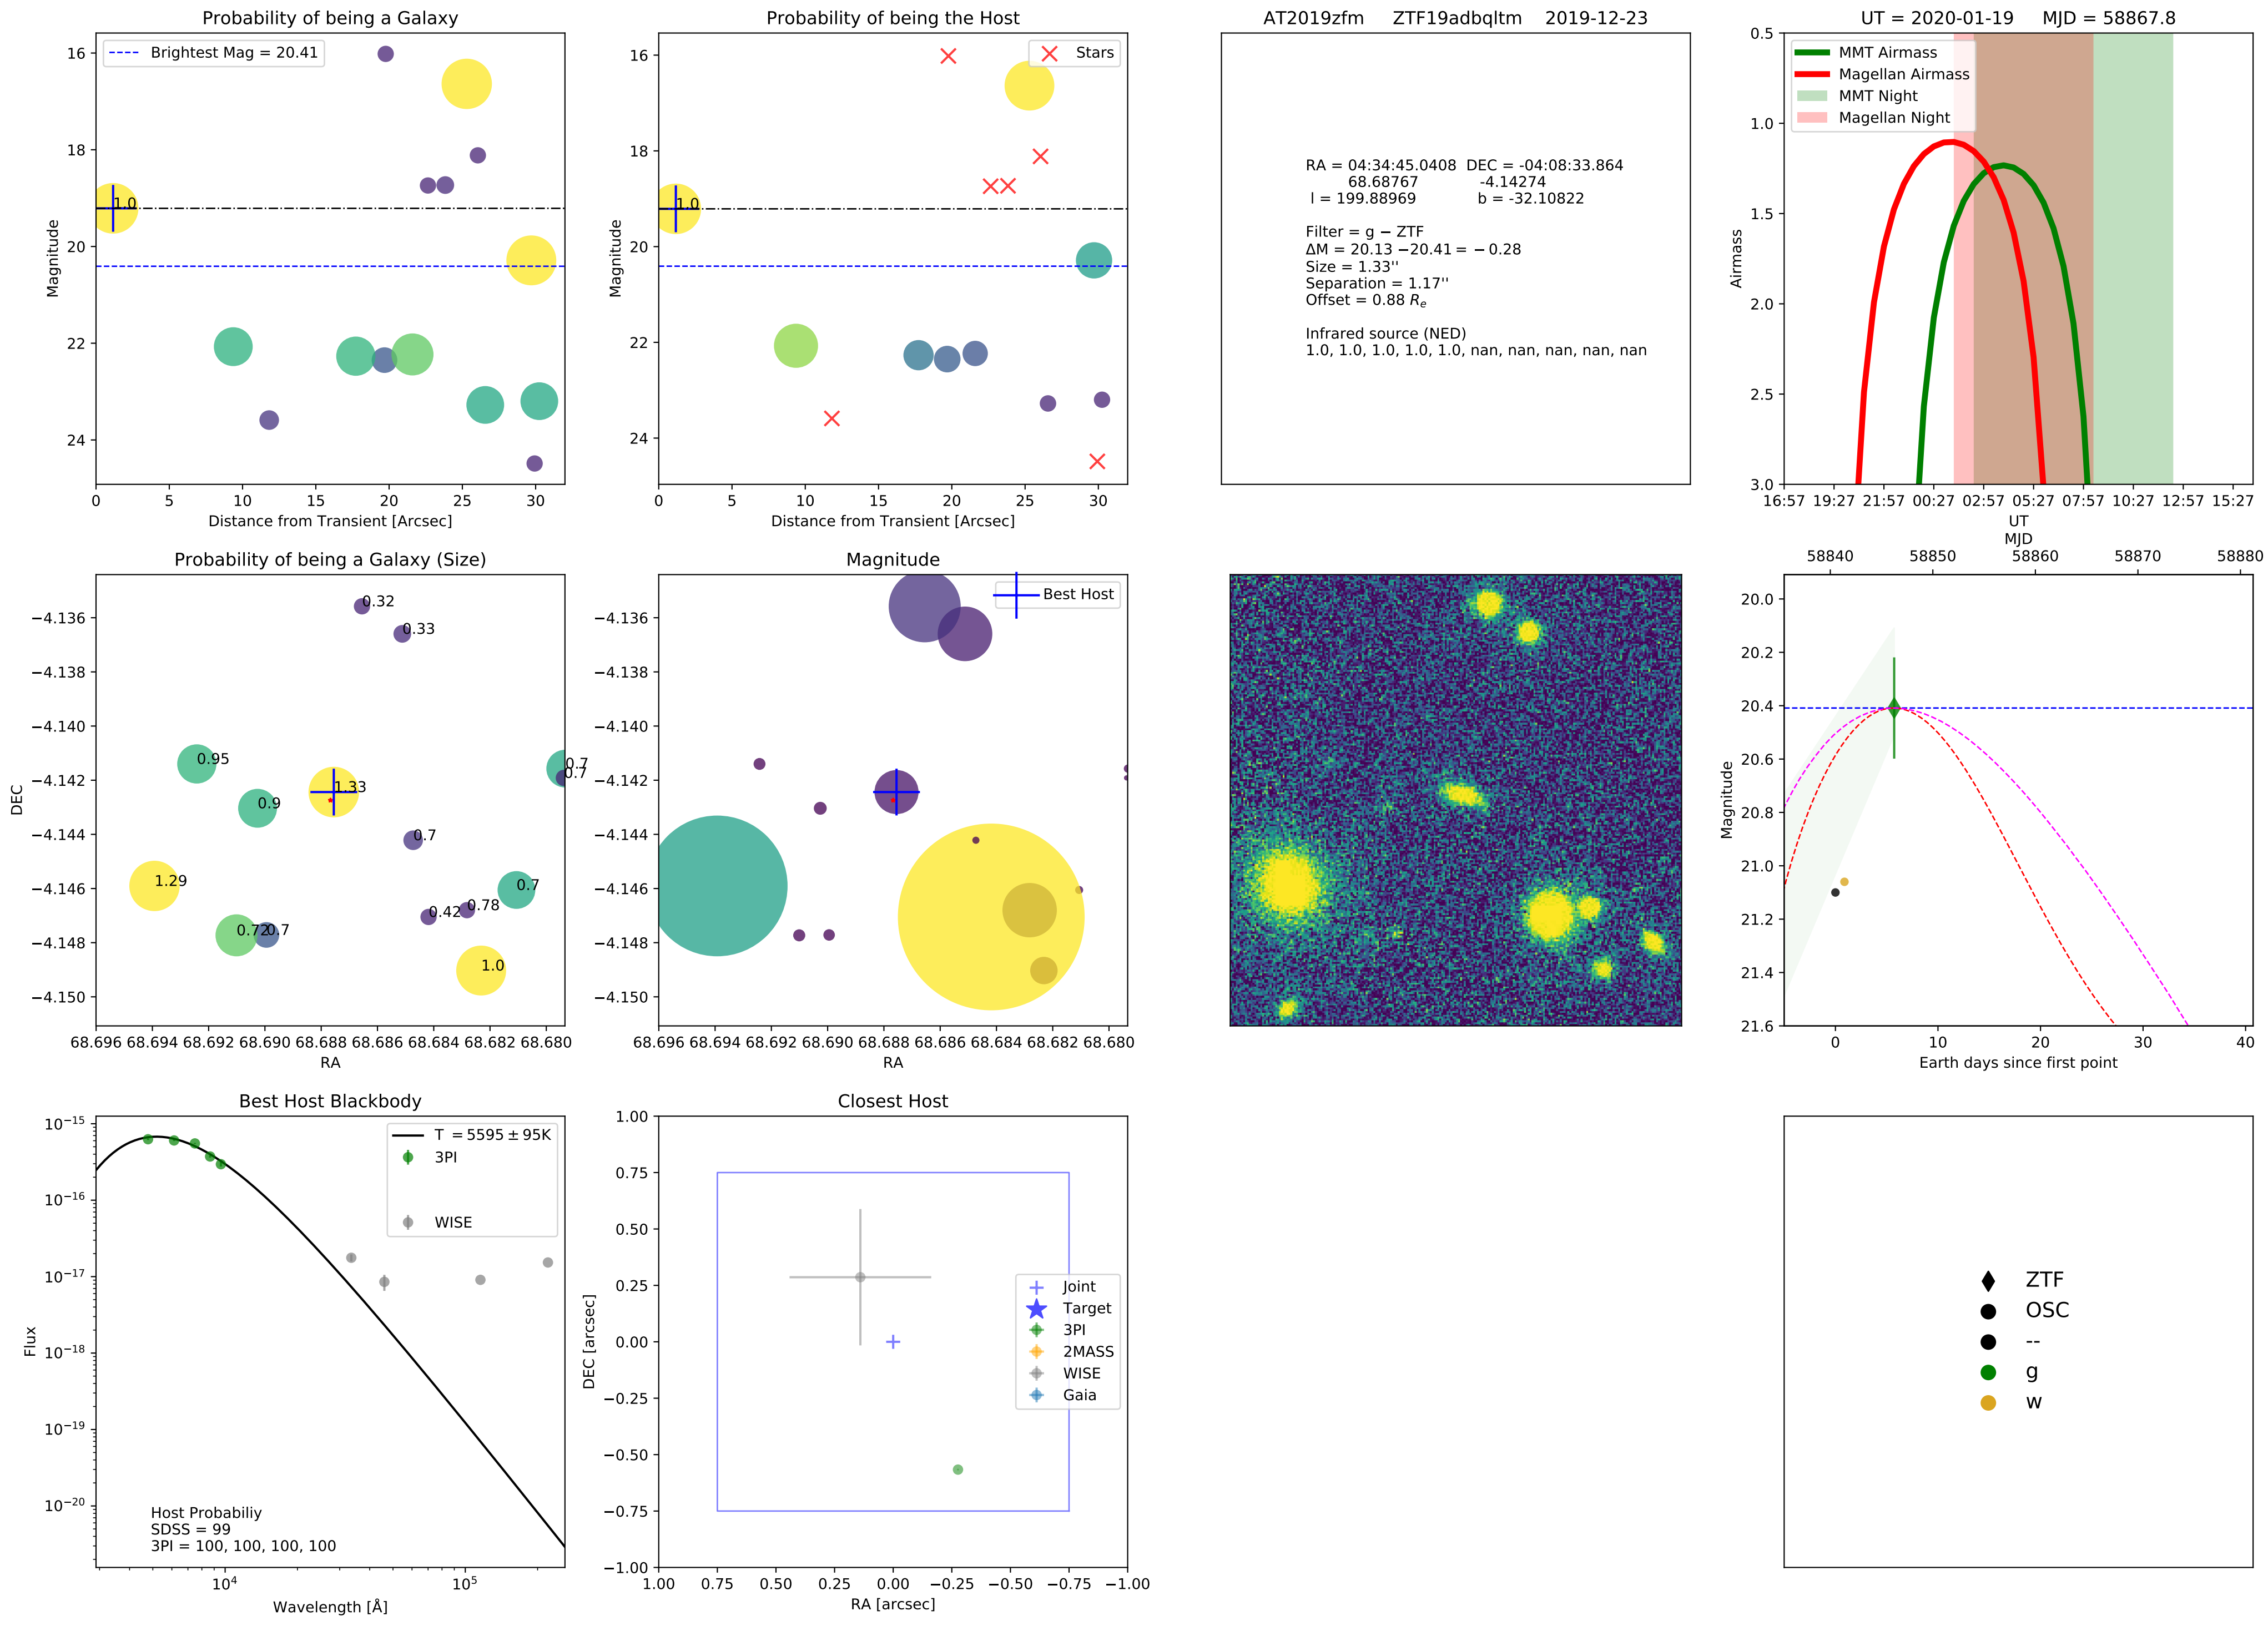 Probability of being a Galaxy
Brightest Mag = 20.41
1.0
16
18
20
22
24
Magnitude
0 5 10 15 20 25 30
Distance from Transient [Arcsec]
Probability of being the Host
Stars
1.0
16
18
20
22
24
Magnitude
0 5 10 15 20 25 30
Distance from Transient [Arcsec]
AT2019zfm ZTF19adbqltm 2019-12-23
RA = 04:34:45.0408 DEC = -04:08:33.864
68.68767 -4.14274
l = 199.88969 b = -32.10822
Filter = g − ZTF
ΔM = 20.13 −20.41 = −0.28
Size = 1.33''
Separation = 1.17''
Offset = 0.88 Re
Infrared source (NED)
1.0, 1.0, 1.0, 1.0, 1.0, nan, nan, nan, nan, nan
UT = 2020-01-19 MJD = 58867.8
MMT Airmass
Magellan Airmass
MMT Night
Magellan Night
0.5
1.0
1.5
2.0
2.5
3.0
Airmass
16:57 19:27 21:57 00:27 02:57 05:27 07:57 10:27 12:57 15:27
UT
Probability of being a Galaxy (Size)
0.32
0.33
0.95
0.7
0.7
1.33
0.9
0.7
1.29
0.7
0.42
0.78
0.72
0.7
1.0
−4.136
−4.138
−4.140
−4.142
−4.144
−4.146
−4.148
−4.150
DEC
68.696 68.694 68.692 68.690 68.688 68.686 68.684 68.682 68.680
RA
Magnitude
Best Host
−4.136
−4.138
−4.140
−4.142
−4.144
−4.146
−4.148
−4.150
68.696 68.694 68.692 68.690 68.688 68.686 68.684 68.682 68.680
RA
MJD
58840 58850 58860 58870 58880
20.0
20.2
20.4
20.6
20.8
21.0
21.2
21.4
21.6
Magnitude
0 10 20 30 40
Earth days since first point
Best Host Blackbody
T = 5595 ± 95K
3PI
WISE
10−15
10−16
10−17
10−18
10−19
10−20
Flux
Host Probabiliy
SDSS = 99
3PI = 100, 100, 100, 100
104 105
Wavelength [Å]
Closest Host
Joint
Target
3PI
2MASS
WISE
Gaia
1.00
0.75
0.50
0.25
0.00
−0.25
−0.50
−0.75
−1.00
DEC [arcsec]
1.00 0.75 0.50 0.25 0.00 −0.25 −0.50 −0.75 −1.00
RA [arcsec]
ZTF
OSC
--
g
w